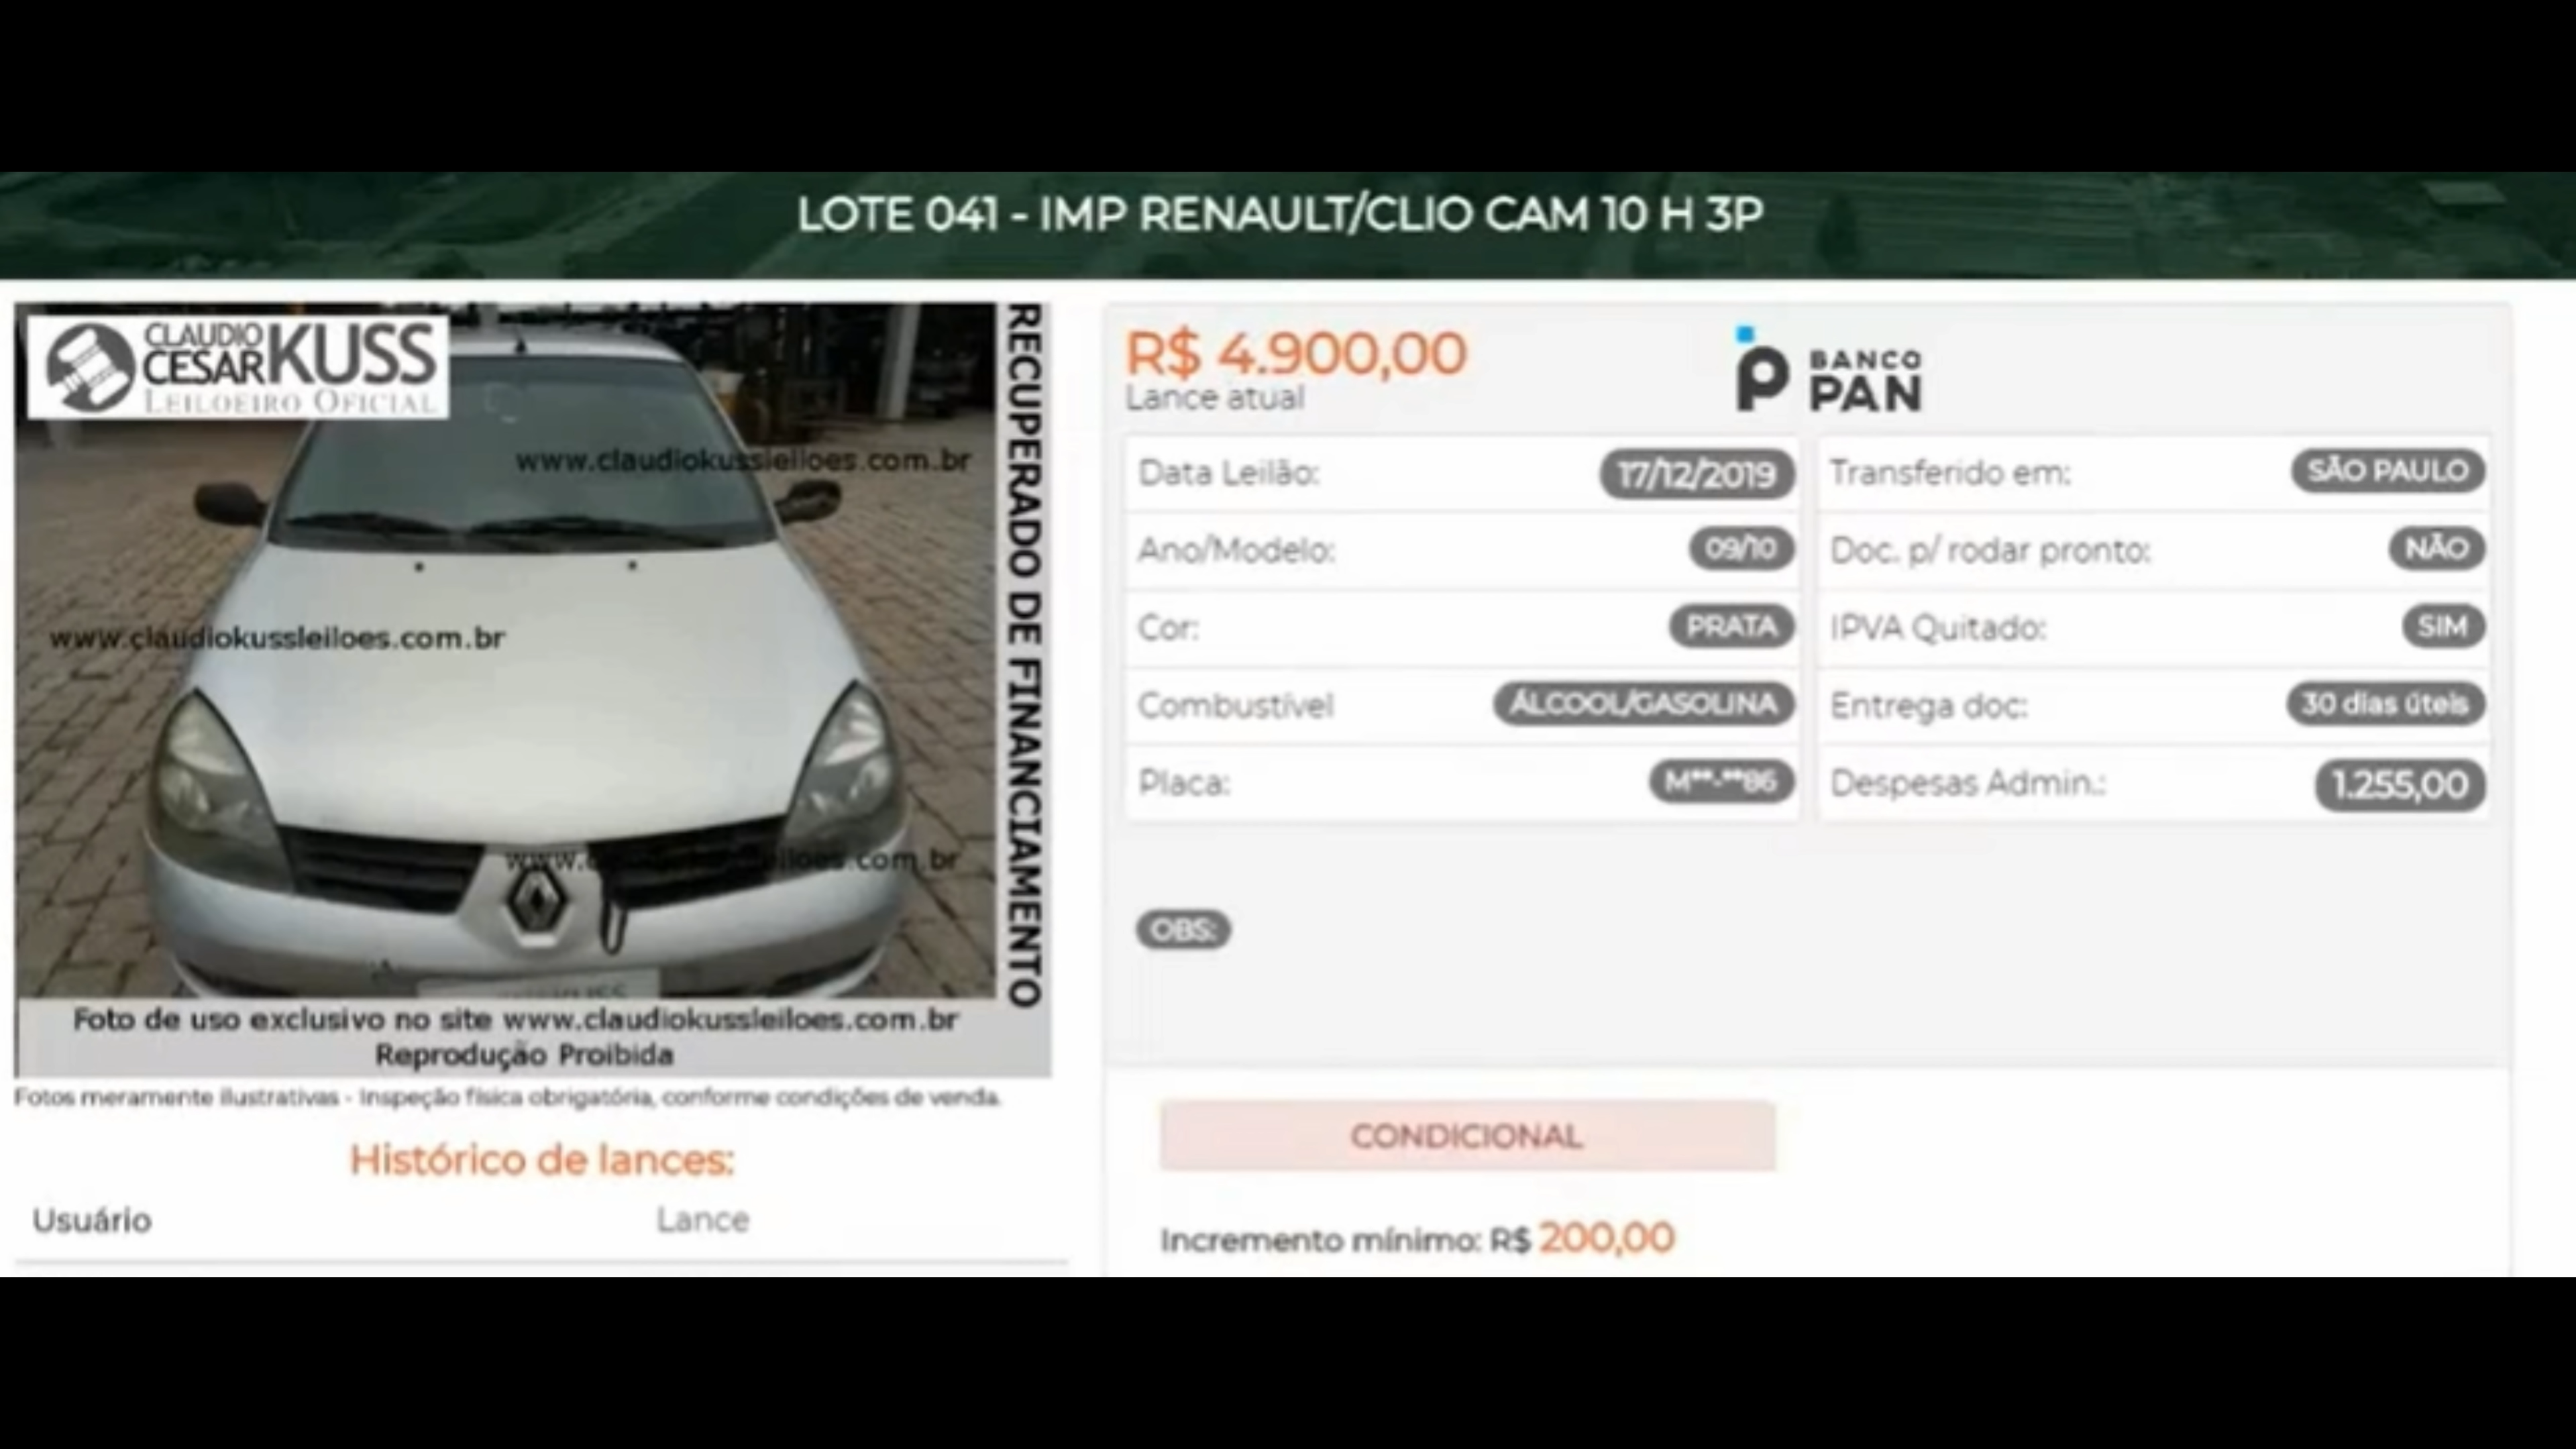 LOTE 041 - IMP RENAULT/CLIO CAM 10 H 3P
CLAUDIO
CESAR KUSS
LEILOEIRO OFICIAL
www.claudiokussleiloes.com.br
www.claudiokussleiloes.com.br
RECUPERADO DE FINANCIAMENTO
Foto de uso exclusivo no site www.claudiokussleiloes.com.br
Reprodução Proibida
Fotos meramente ilustrativas - Inspeção física obrigatória, conforme condições de venda.
Histórico de lances:
Usuário Lance
R$ 4.900,00
Lance atual
BANCO
PAN
Data Leilão: 17/12/2019
Ano/Modelo: 09/10
Cor: PRATA
Combustível ÁLCOOL/GASOLINA
Placa: M**-**86
Transferido em: SÃO PAULO
Doc. p/ rodar pronto: NÃO
IPVA Quitado: SIM
Entrega doc: 30 dias úteis
Despesas Admin.: 1.255,00
OBS:
CONDICIONAL
Incremento mínimo: R$ 200,00